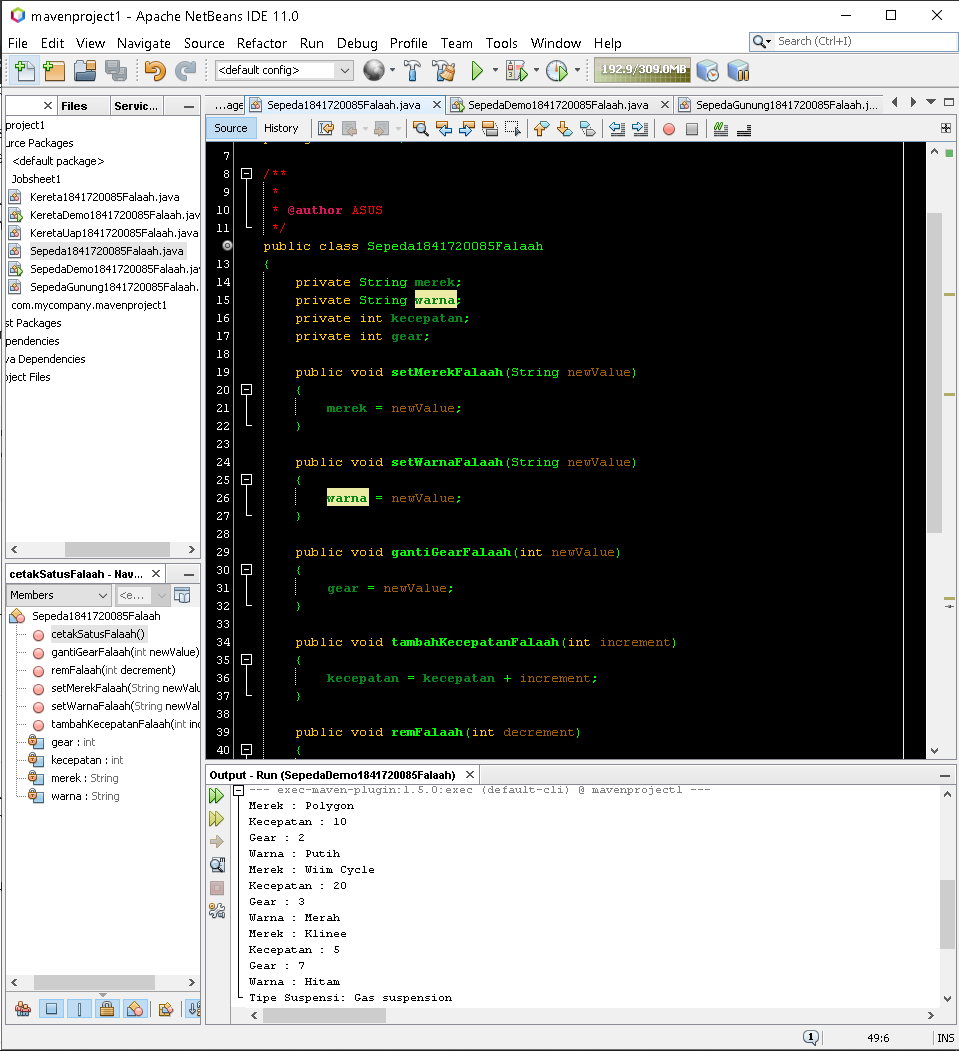 mavenproject1 - Apache NetBeans IDE 11.0
File Edit View Navigate Source Refactor Run Debug Profile Team Tools Window Help
Search (Ctrl+I)
<default config>
192.9/309.0MB
Files Servic...
...age Sepeda1841720085Falaah.java SepedaDemo1841720085Falaah.java SepedaGunung1841720085Falaah.j...
Source History
project1
urce Packages
<default package>
Jobsheet1
Kereta1841720085Falaah.java
KeretaDemo1841720085Falaah.jav
KeretaUap1841720085Falaah.java
Sepeda1841720085Falaah.java
SepedaDemo1841720085Falaah.jav
SepedaGunung1841720085Falaah.
com.mycompany.mavenproject1
st Packages
pendencies
va Dependencies
oject Files
7
8 /**
9 *
10 * @author ASUS
11 */
public class Sepeda1841720085Falaah
13 {
14 private String merek;
15 private String warna;
16 private int kecepatan;
17 private int gear;
18
19 public void setMerekFalaah(String newValue)
20 {
21 merek = newValue;
22 }
23
24 public void setWarnaFalaah(String newValue)
25 {
26 warna = newValue;
27 }
28
29 public void gantiGearFalaah(int newValue)
30 {
31 gear = newValue;
32 }
33
34 public void tambahKecepatanFalaah(int increment)
35 {
36 kecepatan = kecepatan + increment;
37 }
38
39 public void remFalaah(int decrement)
40 {
cetakSatusFalaah - Nav...
Members <e...
Sepeda1841720085Falaah
cetakSatusFalaah()
gantiGearFalaah(int newValue)
remFalaah(int decrement)
setMerekFalaah(String newValu
setWarnaFalaah(String newVal
tambahKecepatanFalaah(int inc
gear : int
kecepatan : int
merek : String
warna : String
Output - Run (SepedaDemo1841720085Falaah)
--- exec-maven-plugin:1.5.0:exec (default-cli) @ mavenproject1 ---
Merek : Polygon
Kecepatan : 10
Gear : 2
Warna : Putih
Merek : Wiim Cycle
Kecepatan : 20
Gear : 3
Warna : Merah
Merek : Klinee
Kecepatan : 5
Gear : 7
Warna : Hitam
Tipe Suspensi: Gas suspension
1 49:6 INS